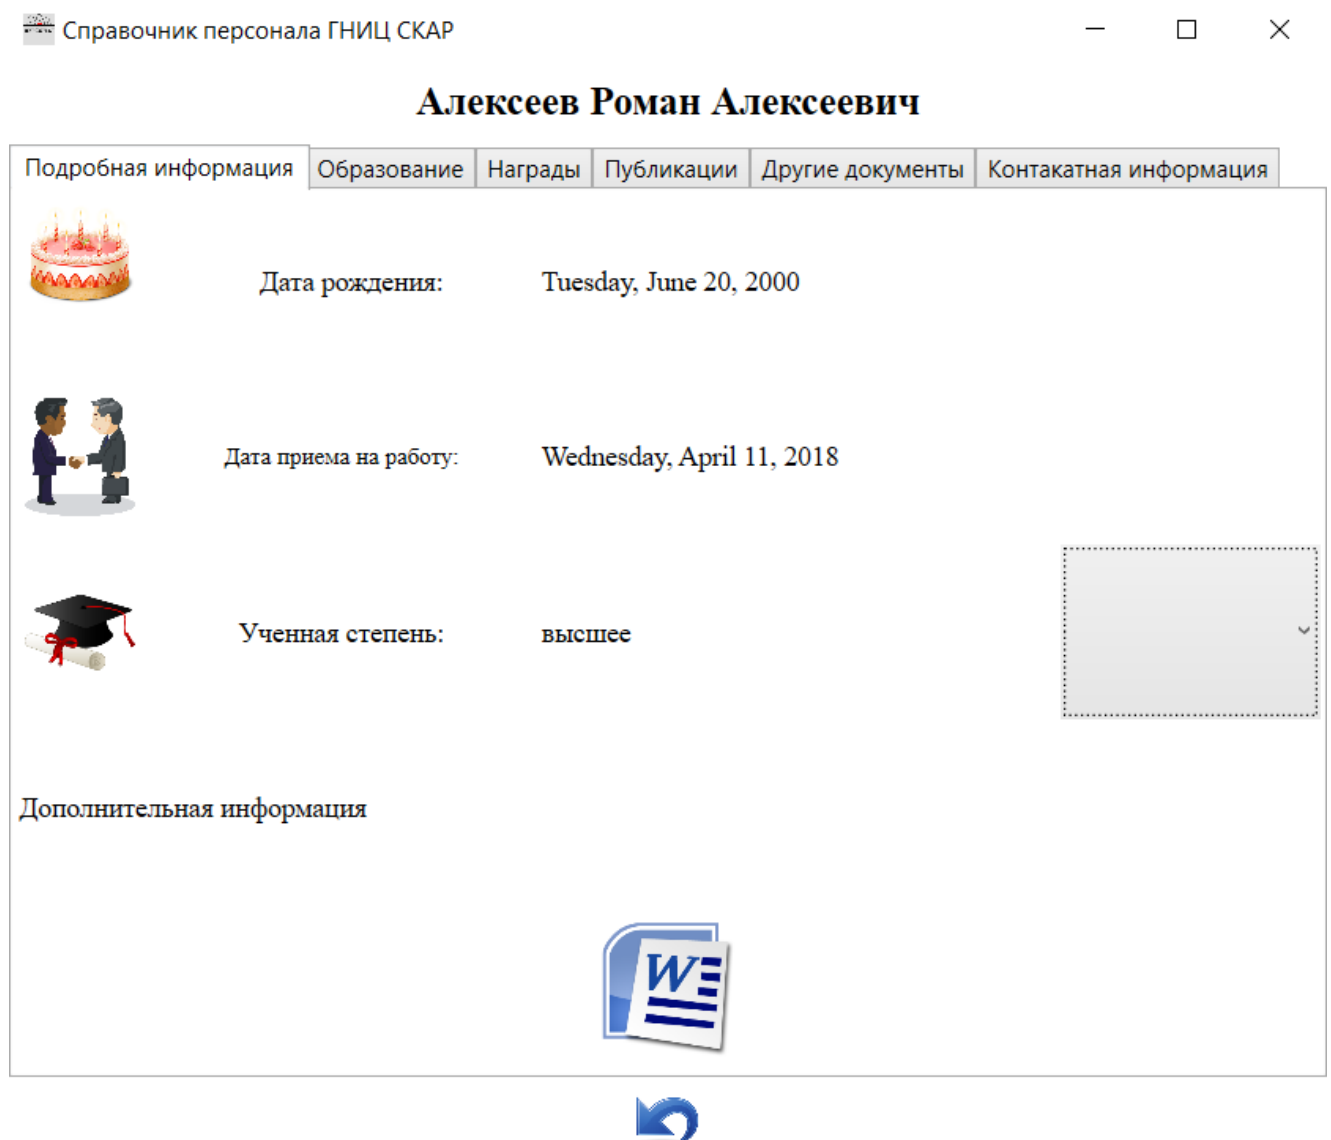 Справочник персонала ГНИЦ СКАР
Алексеев Роман Алексеевич
Подробная информация Образование Награды Публикации Другие документы Контакатная информация
Дата рождения: Tuesday, June 20, 2000
Дата приема на работу: Wednesday, April 11, 2018
Ученная степень: высшее
Дополнительная информация
W